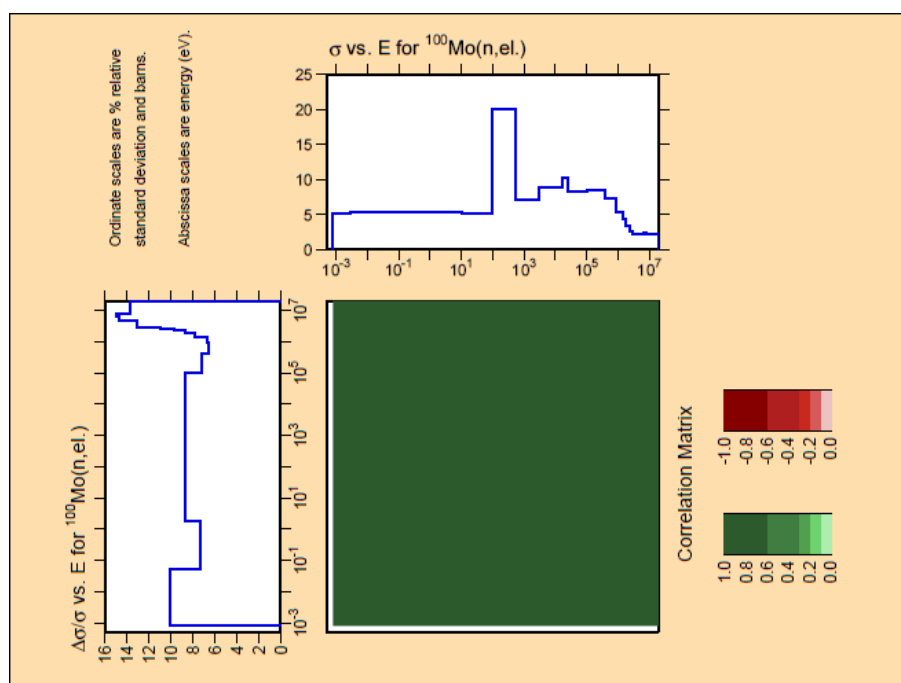 Ordinate scales are % relative
standard deviation and barns.
Abscissa scales are energy (eV).
σ vs. E for ¹⁰⁰Mo(n,el.)
25
20
15
10
5
0
10⁻³ 10⁻¹ 10¹ 10³ 10⁵ 10⁷
Δσ/σ vs. E for ¹⁰⁰Mo(n,el.)
16 14 12 10 8 6 4 2 0
10⁷
10⁵
10³
10¹
10⁻¹
10⁻³
Correlation Matrix
-1.0 -0.8 -0.6 -0.4 -0.2 0.0
1.0 0.8 0.6 0.4 0.2 0.0